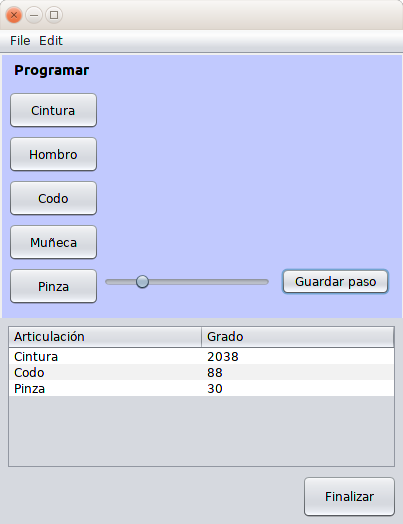 File Edit
Programar
Cintura
Hombro
Codo
Muñeca
Pinza
Guardar paso
Articulación Grado
Cintura 2038
Codo 88
Pinza 30
Finalizar